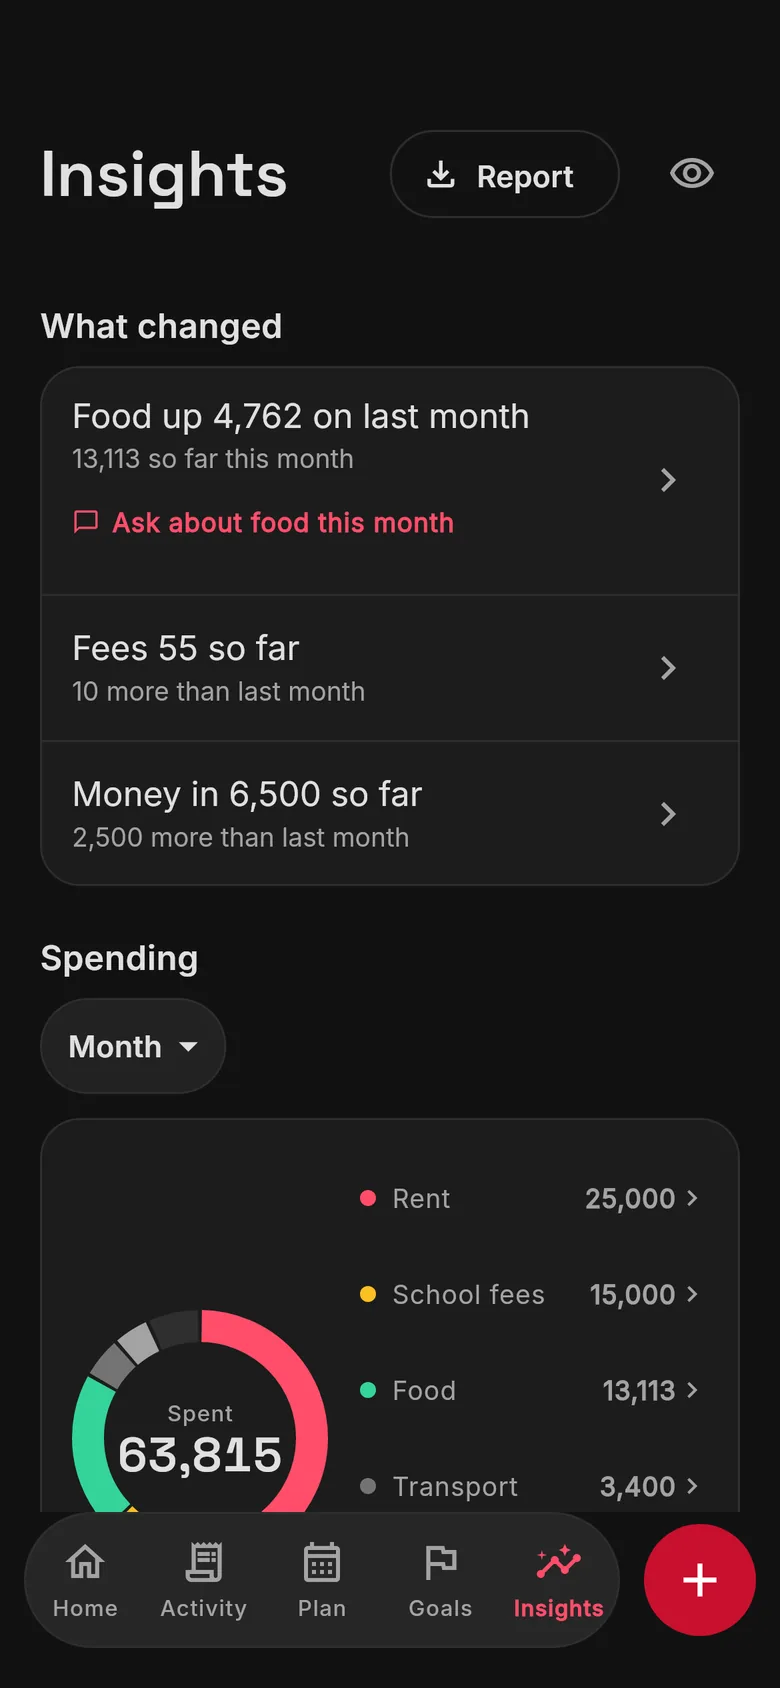 Insights
Report
What changed
Food up 4,762 on last month
13,113 so far this month
Ask about food this month
Fees 55 so far
10 more than last month
Money in 6,500 so far
2,500 more than last month
Spending
Month
Rent 25,000
School fees 15,000
Food 13,113
Transport 3,400
Spent
63,815
Home Activity Plan Goals Insights